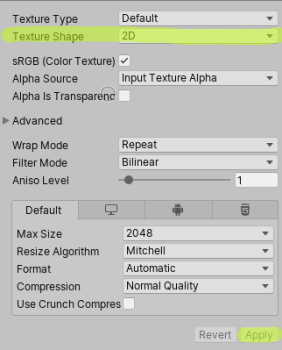 Texture Type Default
Texture Shape 2D
sRGB (Color Texture)
Alpha Source Input Texture Alpha
Alpha Is Transparenc
Advanced
Wrap Mode Repeat
Filter Mode Bilinear
Aniso Level 1
Default
Max Size 2048
Resize Algorithm Mitchell
Format Automatic
Compression Normal Quality
Use Crunch Compres
Revert Apply